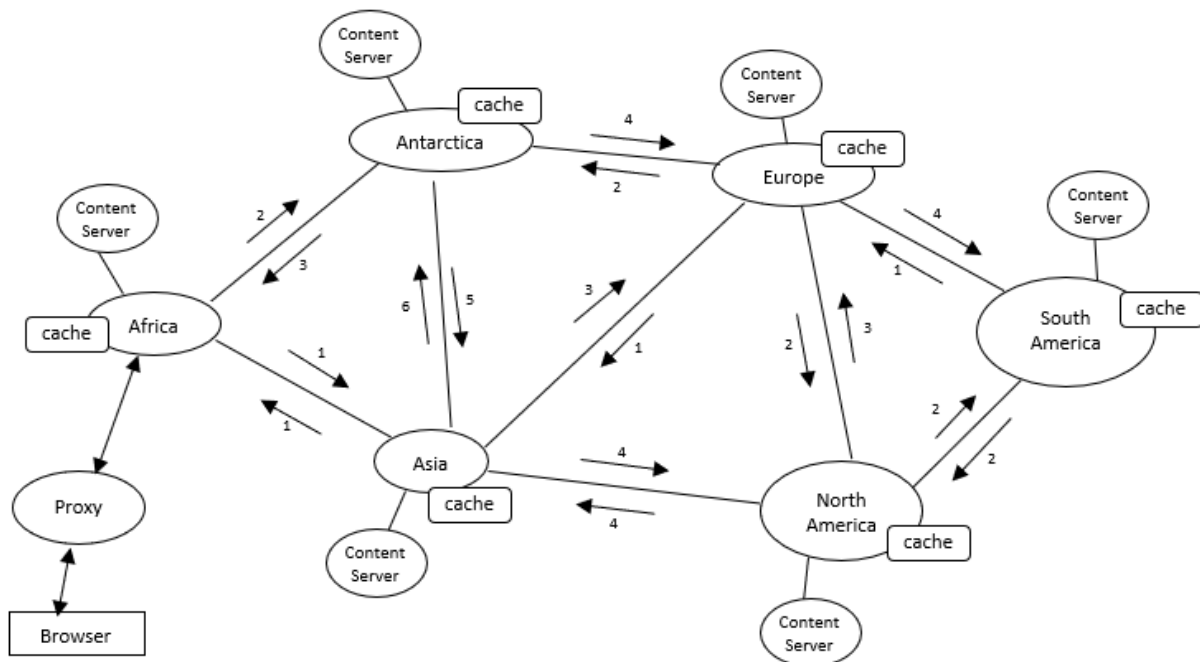 Content
Server
cache
Antarctica
4
2
Content
Server
cache
Europe
Content
Server
2
3
4
1
Content
Server
cache
Africa
6
5
3
1
2
3
South
America
cache
1
1
2
2
Asia
cache
4
4
North
America
cache
Proxy
Content
Server
Content
Server
Browser